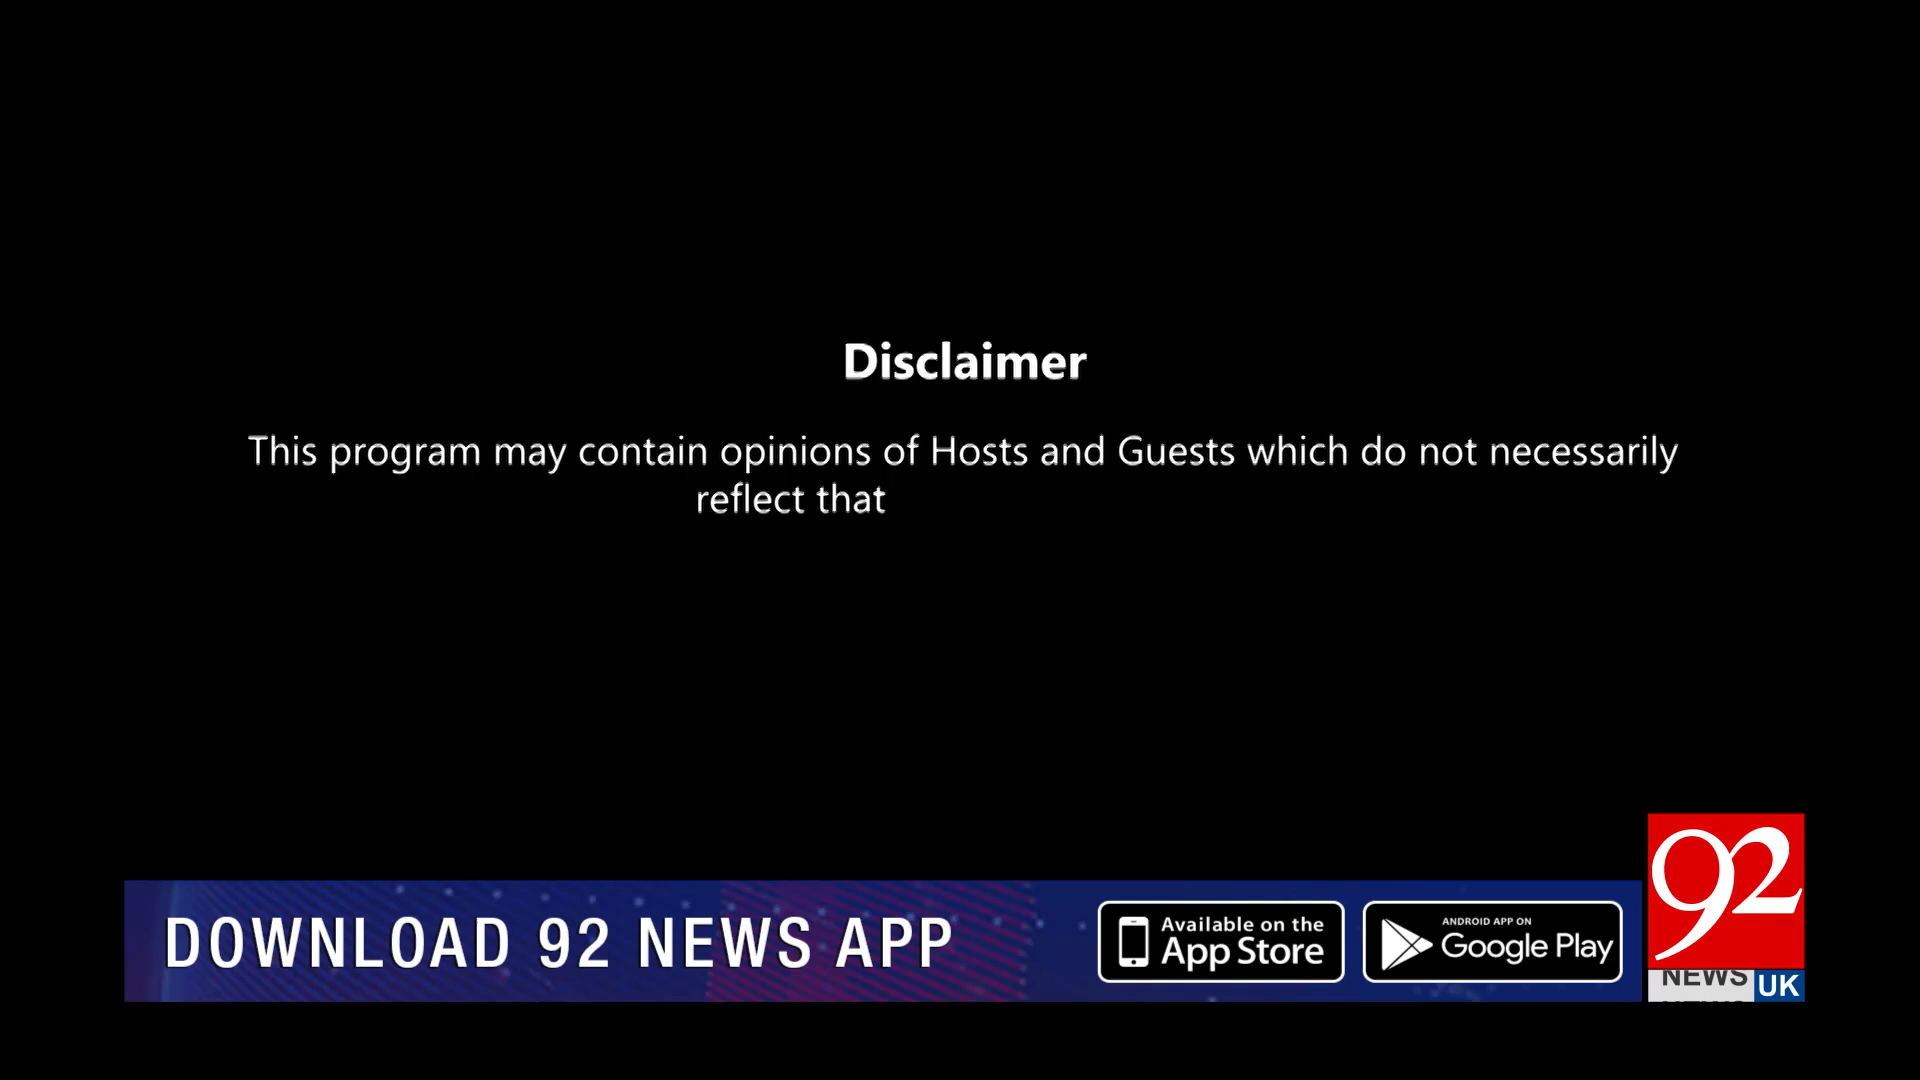 Disclaimer
This program may contain opinions of Hosts and Guests which do not necessarily
reflect that
DOWNLOAD 92 NEWS APP
Available on the
App Store
ANDROID APP ON
Google Play
92
NEWS
UK